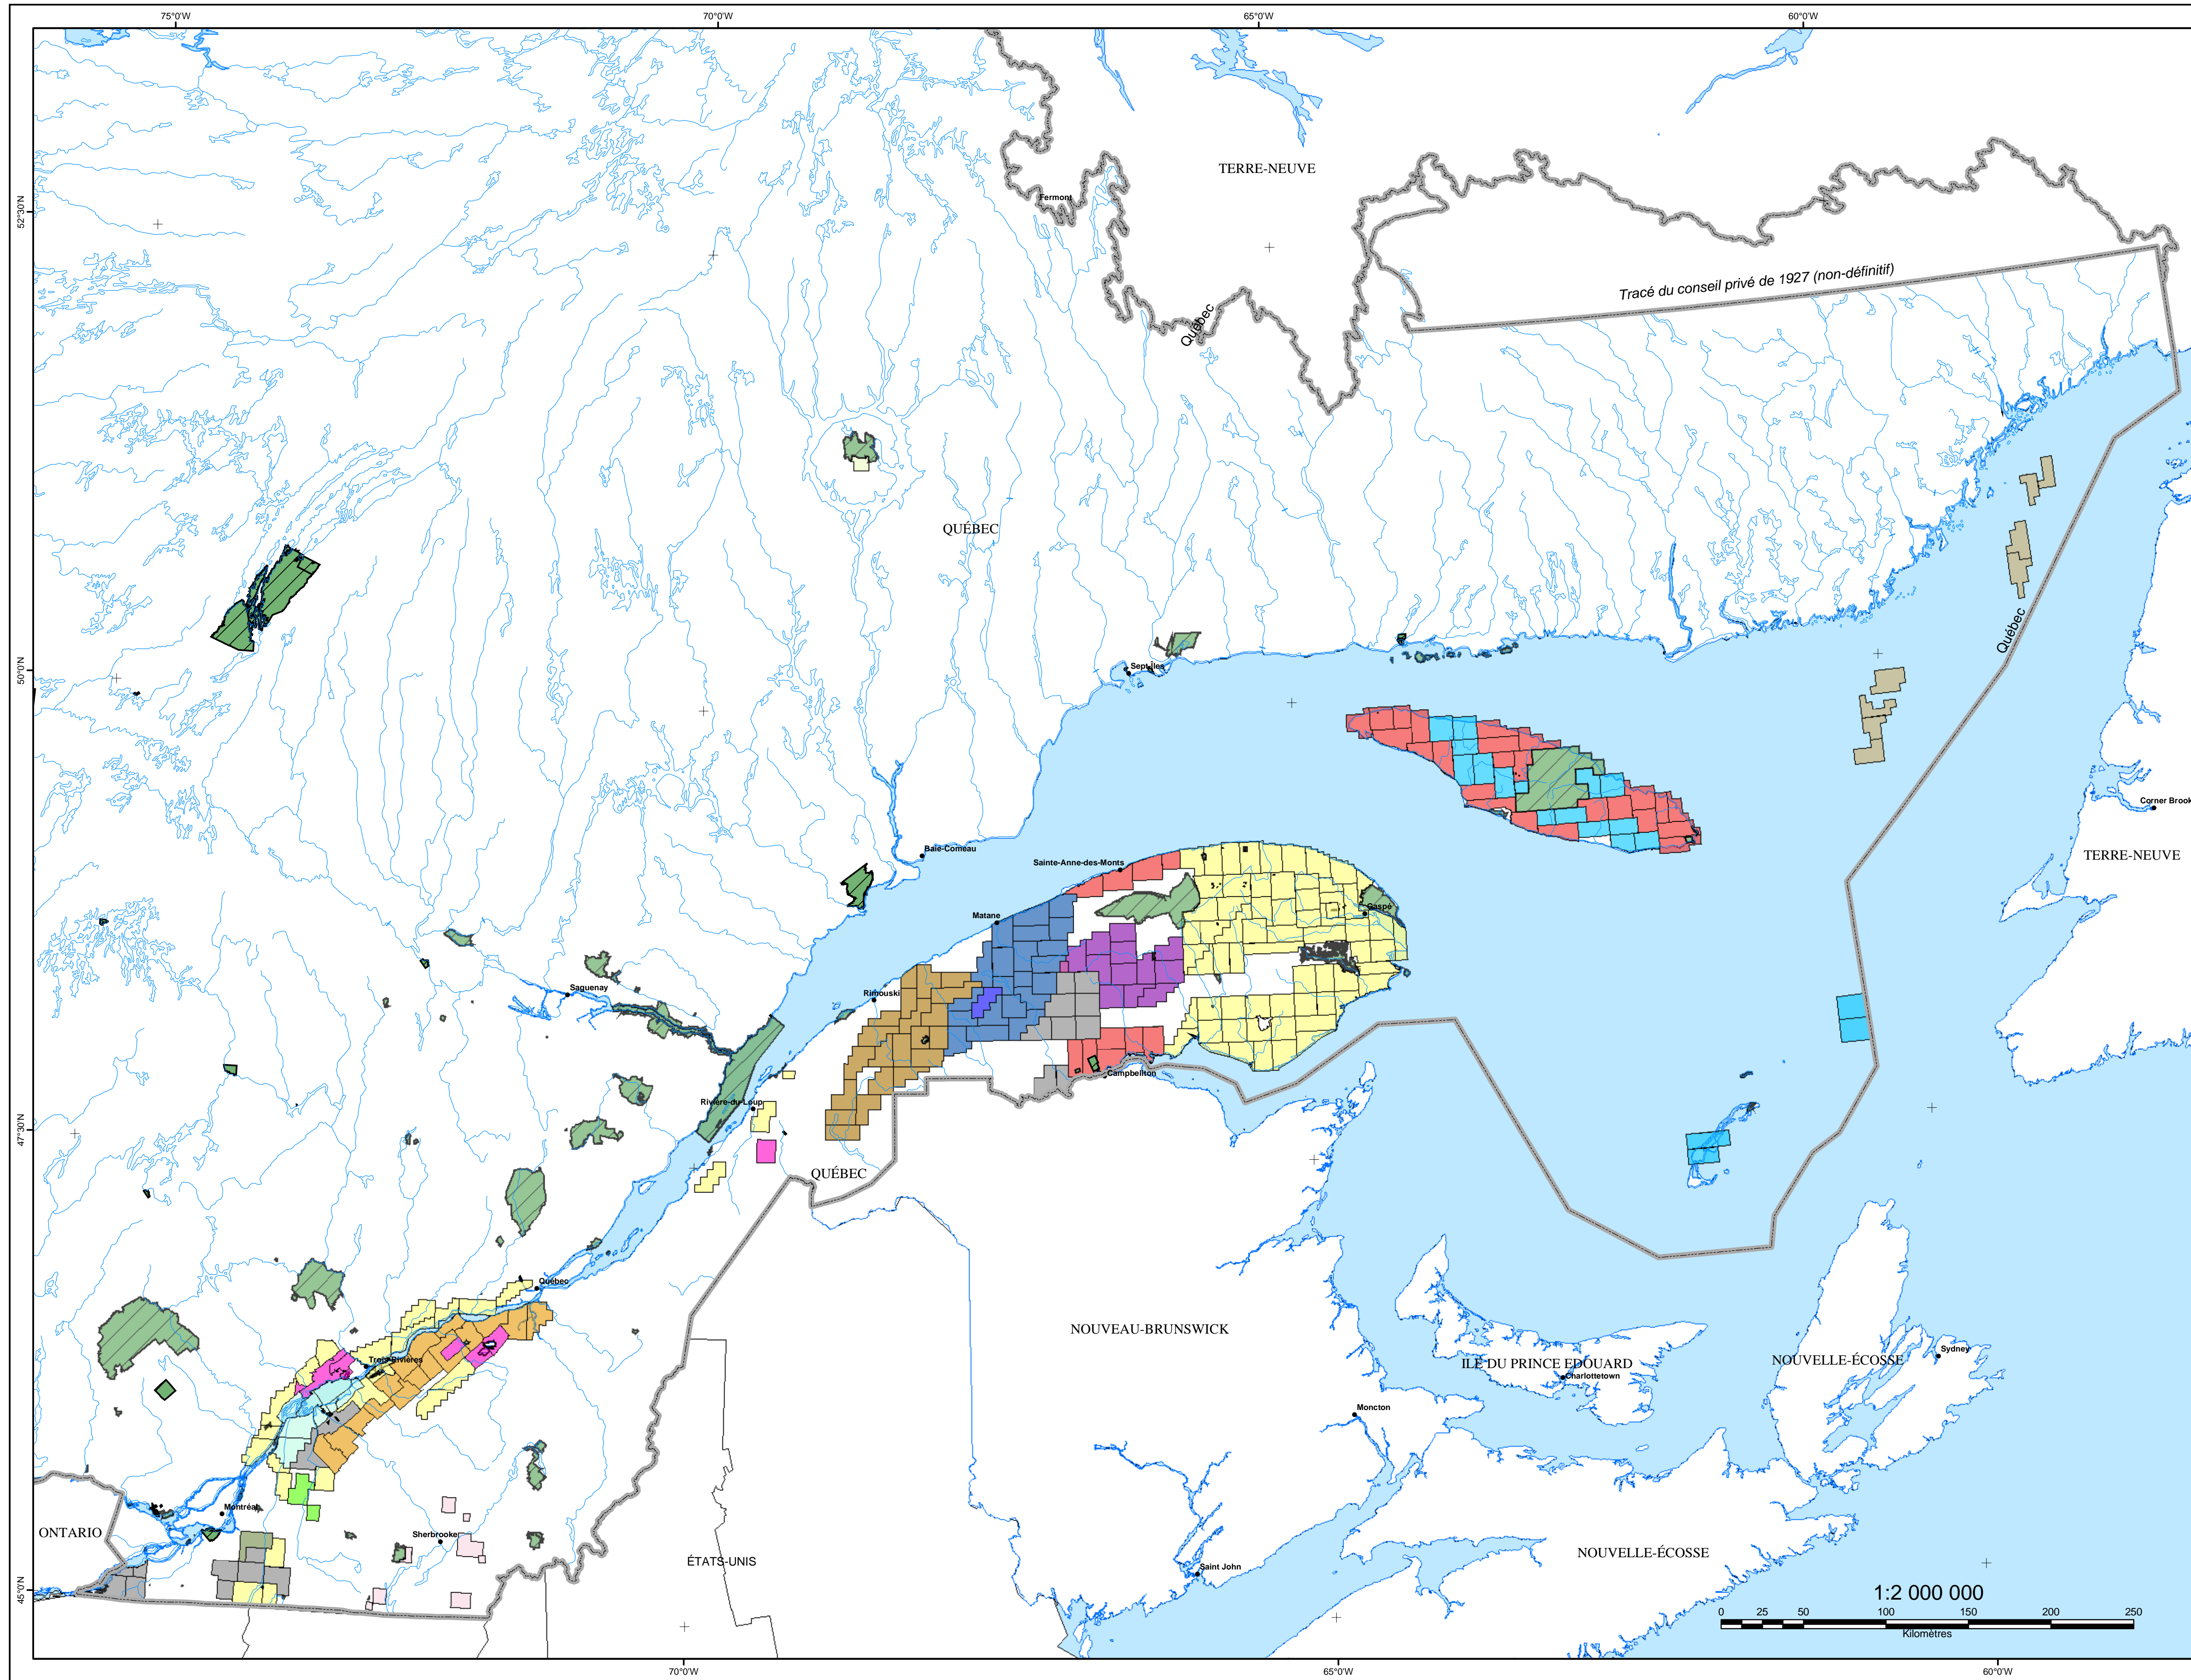 75°0'W
70°0'W
65°0'W
60°0'W
52°30'N
TERRE-NEUVE
Fermont
Tracé du conseil privé de 1927 (non-définitif)
Québec
QUÉBEC
Québec
50°0'N
Sept-Îles
Corner Brook
Baie-Comeau
TERRE-NEUVE
Sainte-Anne-des-Monts
Gaspé
Matane
Saguenay
Rimouski
Campbellton
Rivière-du-Loup
47°30'N
QUÉBEC
Québec
NOUVEAU-BRUNSWICK
Sydney
NOUVELLE-ÉCOSSE
ILE DU PRINCE EDOUARD
Trois-Rivières
Charlottetown
Moncton
Montréal
ONTARIO
Sherbrooke
NOUVELLE-ÉCOSSE
ÉTATS-UNIS
Saint John
45°0'N
1:2 000 000
0 25 50 100 150 200 250
Kilomètres
70°0'W
65°0'W
60°0'W